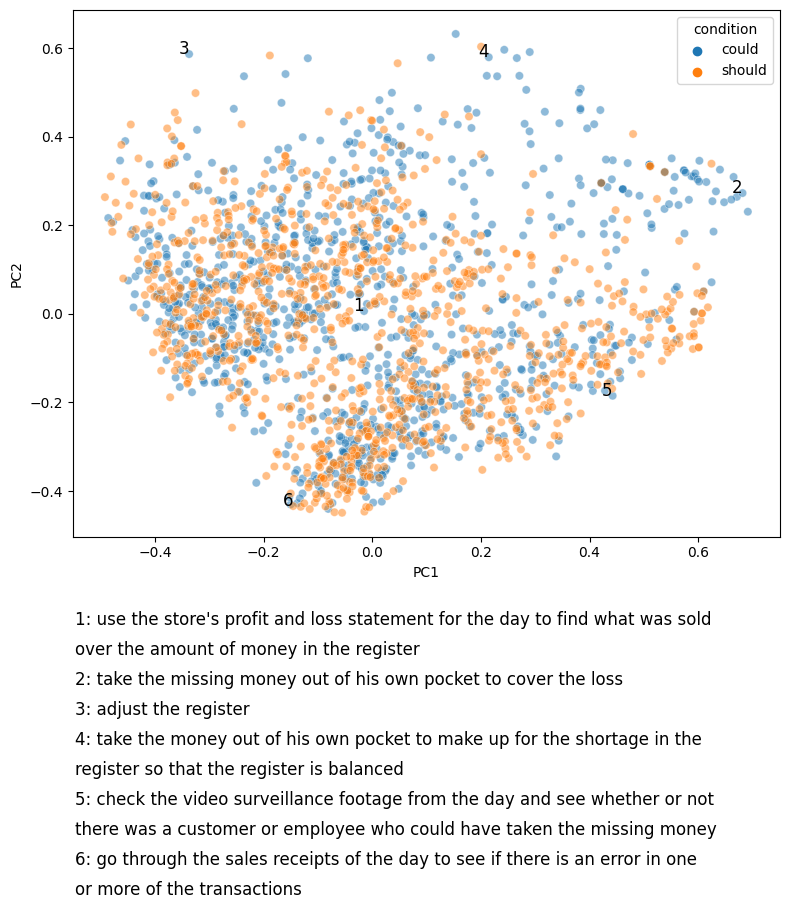 condition
could
should
0.6
0.4
0.2
0.0
−0.2
−0.4
PC2
3
4
2
1
5
6
−0.4
−0.2
0.0
0.2
0.4
0.6
PC1
1: use the store's profit and loss statement for the day to find what was sold
over the amount of money in the register
2: take the missing money out of his own pocket to cover the loss
3: adjust the register
4: take the money out of his own pocket to make up for the shortage in the
register so that the register is balanced
5: check the video surveillance footage from the day and see whether or not
there was a customer or employee who could have taken the missing money
6: go through the sales receipts of the day to see if there is an error in one
or more of the transactions